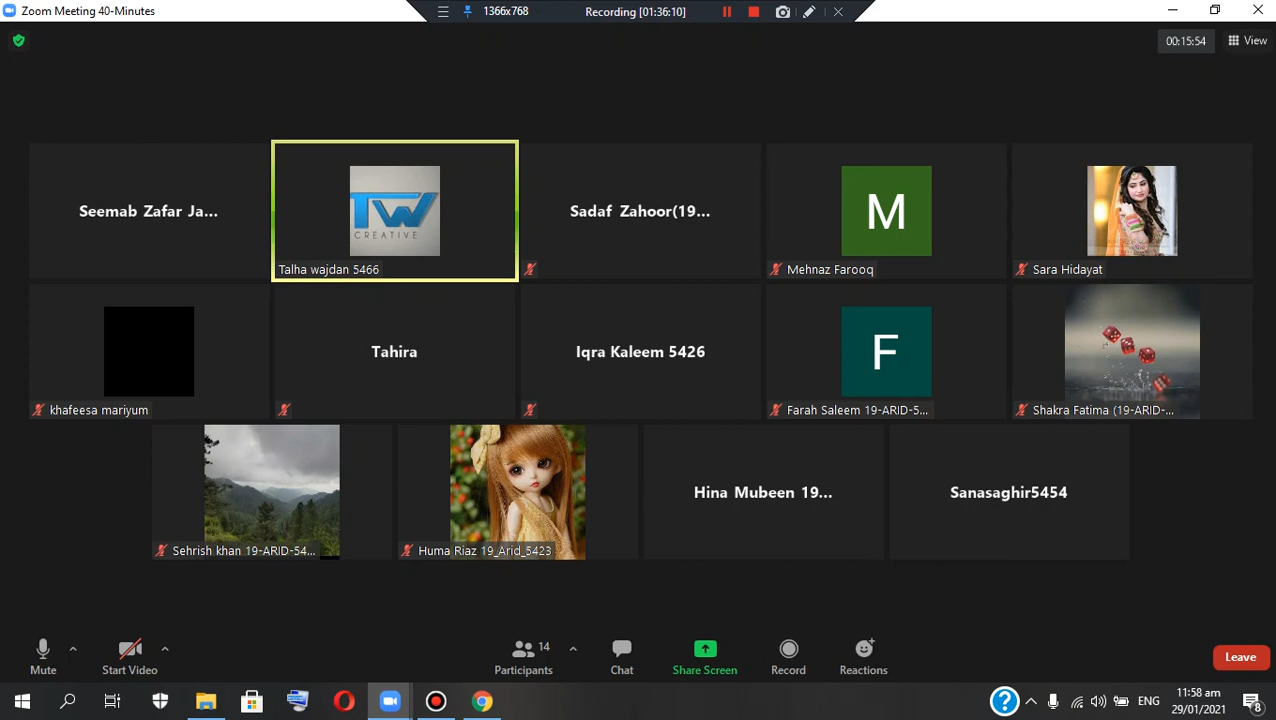 Zoom Meeting 40-Minutes
1366x768
Recording [01:36:10]
00:15:54
View
Seemab Zafar Ja...
TW
CREATIVE
Talha wajdan 5466
Sadaf Zahoor(19...
M
Mehnaz Farooq
Sara Hidayat
khafeesa mariyum
Tahira
Iqra Kaleem 5426
F
Farah Saleem 19-ARID-5...
Shakra Fatima (19-ARID-...
Sehrish khan 19-ARID-54...
Huma Riaz 19_Arid_5423
Hina Mubeen 19...
Sanasaghir5454
Mute
Start Video
14
Participants
Chat
Share Screen
Record
Reactions
Leave
ENG
11:58 am
29/01/2021
8